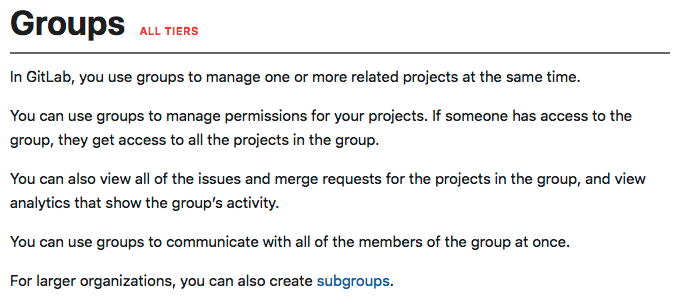 Groups ALL TIERS
In GitLab, you use groups to manage one or more related projects at the same time.
You can use groups to manage permissions for your projects. If someone has access to the
group, they get access to all the projects in the group.
You can also view all of the issues and merge requests for the projects in the group, and view
analytics that show the group’s activity.
You can use groups to communicate with all of the members of the group at once.
For larger organizations, you can also create subgroups.